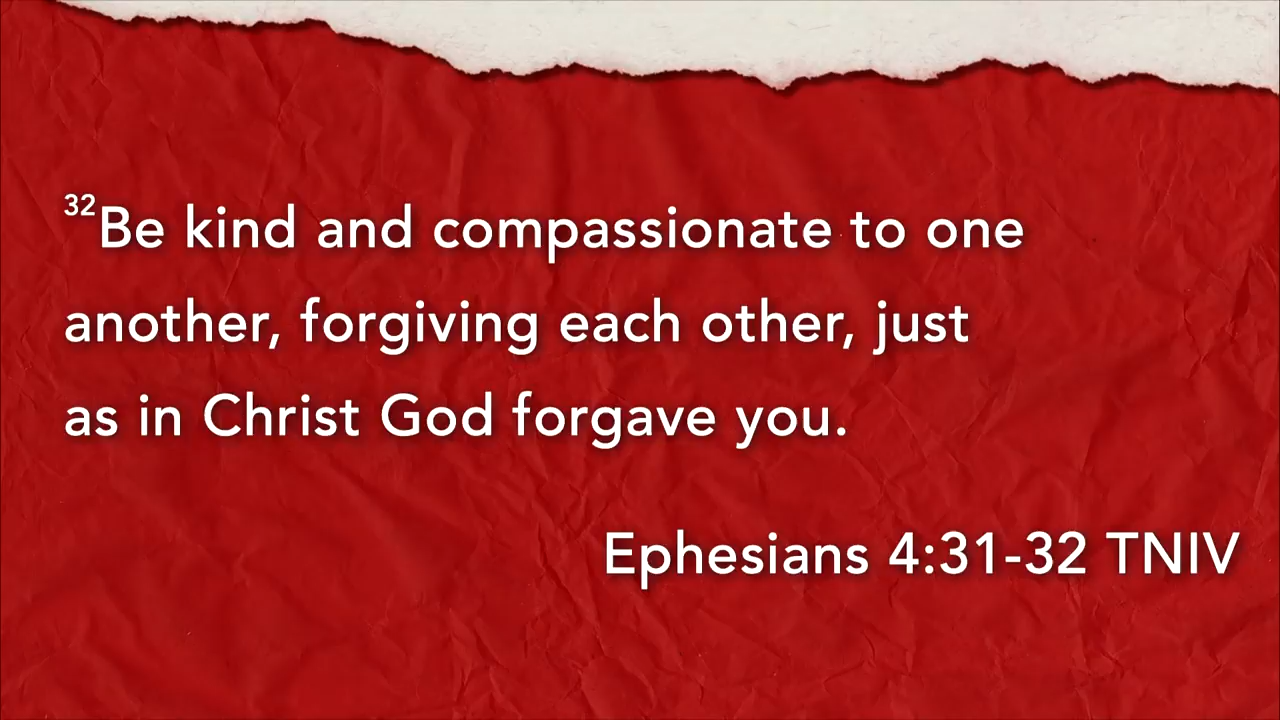 32Be kind and compassionate to one
another, forgiving each other, just
as in Christ God forgave you.
Ephesians 4:31-32 TNIV